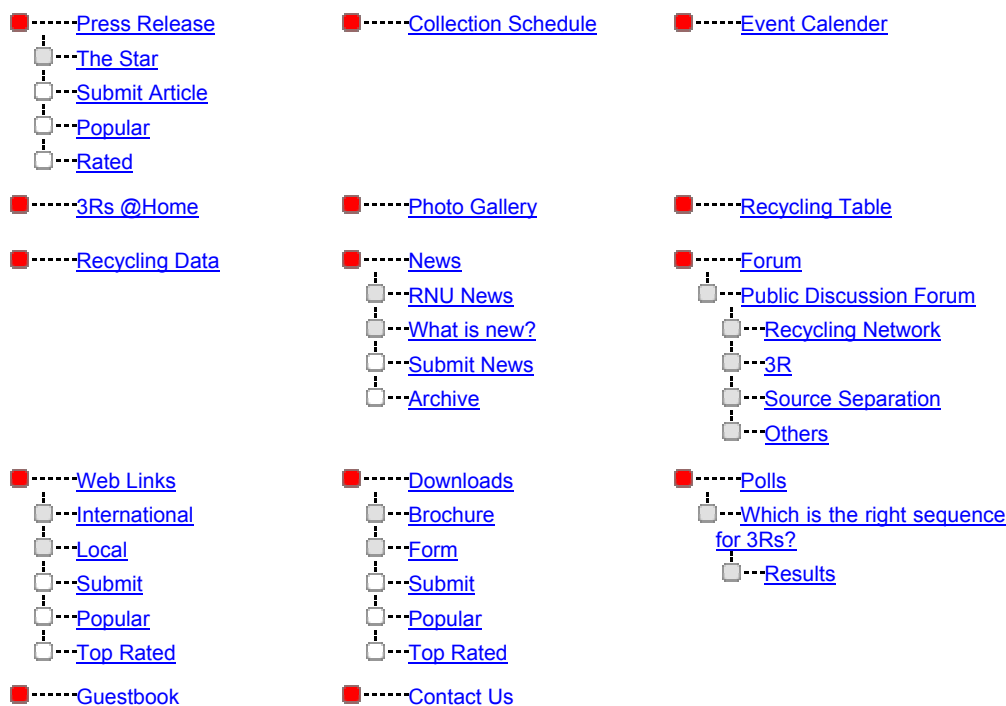 Press Release
The Star
Submit Article
Popular
Rated
Collection Schedule
Event Calender
3Rs @Home
Photo Gallery
Recycling Table
Recycling Data
News
RNU News
What is new?
Submit News
Archive
Forum
Public Discussion Forum
Recycling Network
3R
Source Separation
Others
Web Links
International
Local
Submit
Popular
Top Rated
Downloads
Brochure
Form
Submit
Popular
Top Rated
Polls
Which is the right sequence
for 3Rs?
Results
Guestbook
Contact Us